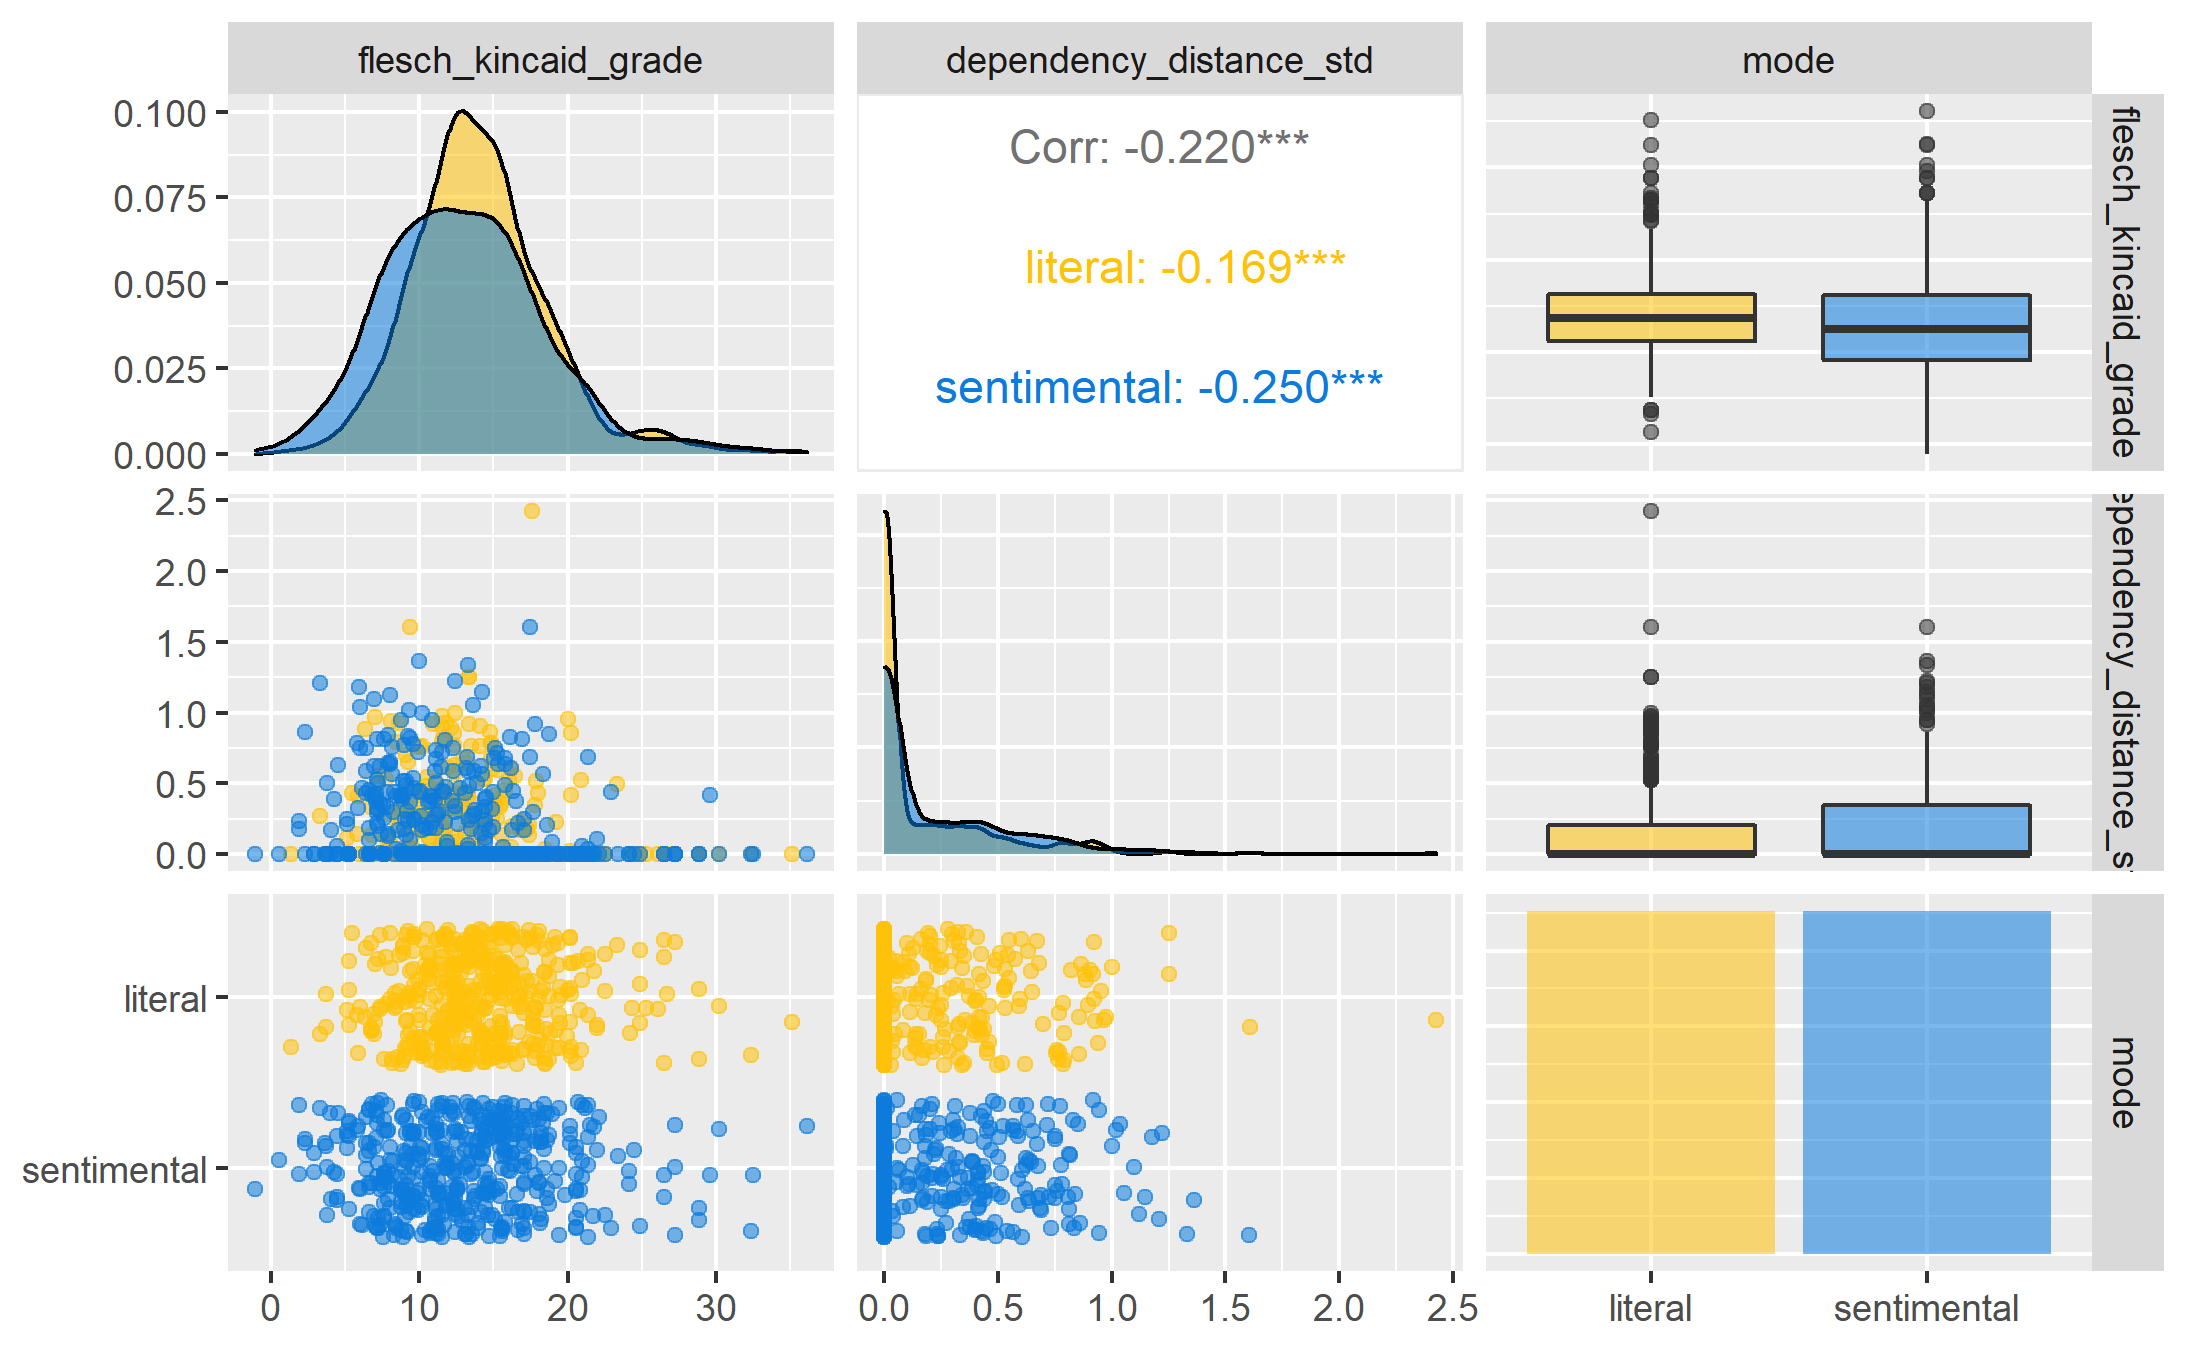 flesch_kincaid_grade dependency_distance_std mode
0.100
0.075
0.050
0.025
0.000
Corr: -0.220***
literal: -0.169***
sentimental: -0.250***
flesch_kincaid_grade
2.5
2.0
1.5
1.0
0.5
0.0
ependency_distance_s
literal
sentimental
mode
0 10 20 30
0.0 0.5 1.0 1.5 2.0 2.5
literal sentimental